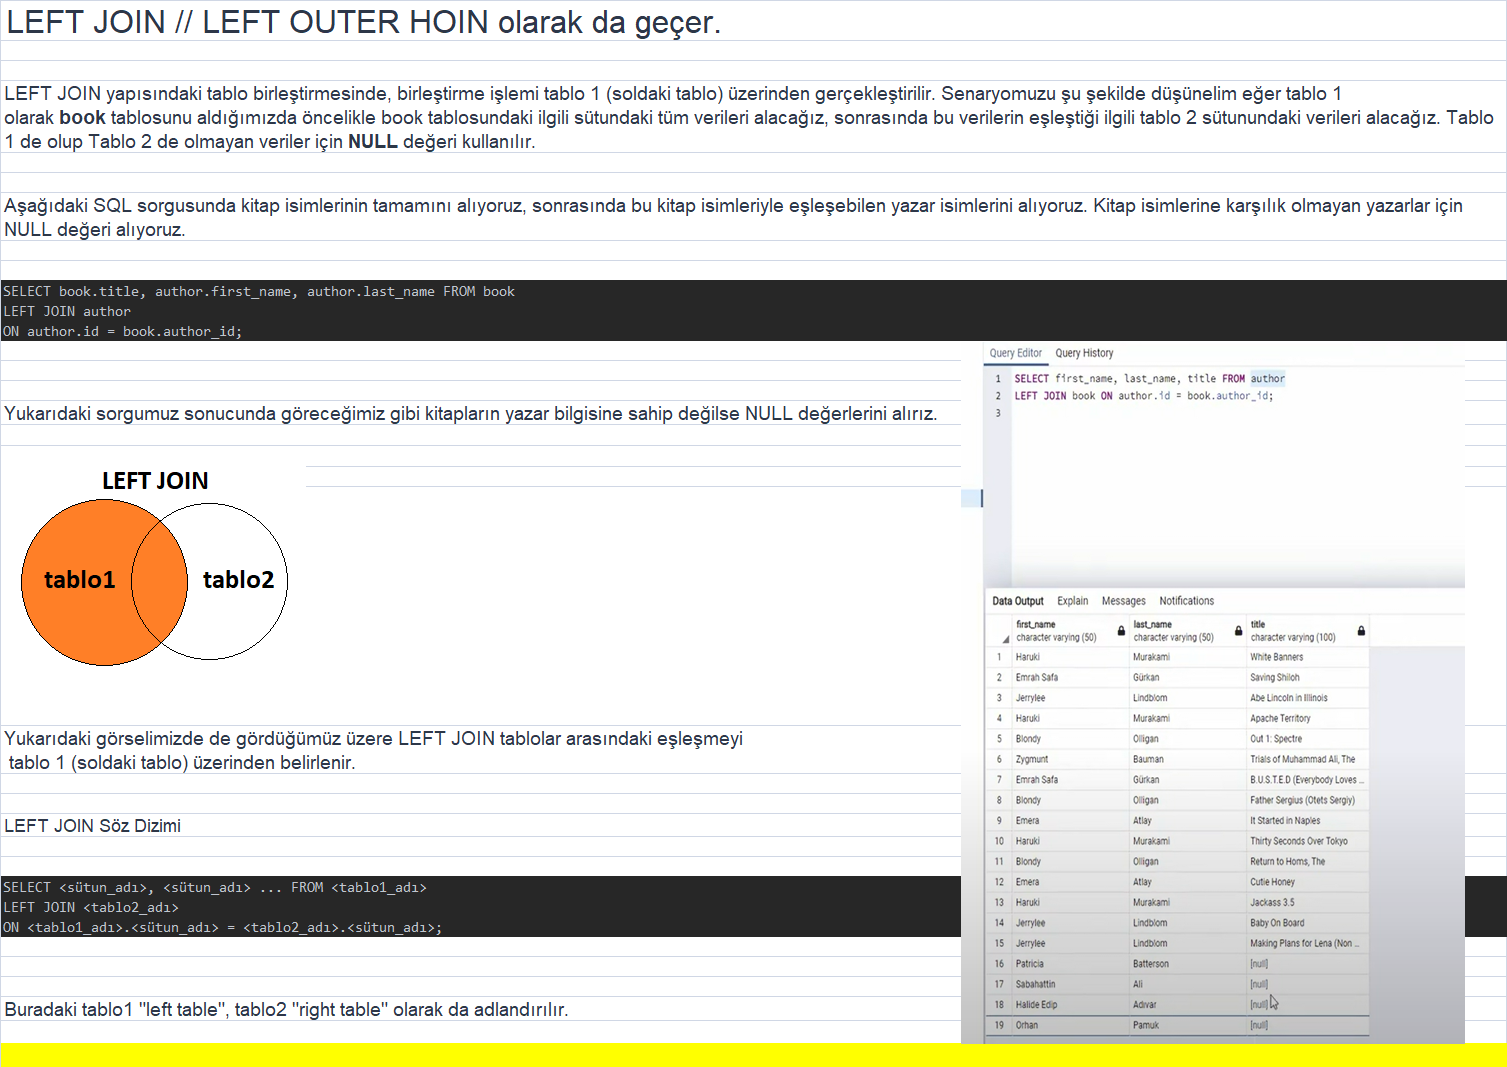 LEFT JOIN // LEFT OUTER HOIN olarak da geçer.
LEFT JOIN yapısındaki tablo birleştirmesinde, birleştirme işlemi tablo 1 (soldaki tablo) üzerinden gerçekleştirilir. Senaryomuzu şu şekilde düşünelim eğer tablo 1
olarak book tablosunu aldığımızda öncelikle book tablosundaki ilgili sütundaki tüm verileri alacağız, sonrasında bu verilerin eşleştiği ilgili tablo 2 sütunundaki verileri alacağız. Tablo
1 de olup Tablo 2 de olmayan veriler için NULL değeri kullanılır.
Aşağıdaki SQL sorgusunda kitap isimlerinin tamamını alıyoruz, sonrasında bu kitap isimleriyle eşleşebilen yazar isimlerini alıyoruz. Kitap isimlerine karşılık olmayan yazarlar için
NULL değeri alıyoruz.
SELECT book.title, author.first_name, author.last_name FROM book
LEFT JOIN author
ON author.id = book.author_id;
Yukarıdaki sorgumuz sonucunda göreceğimiz gibi kitapların yazar bilgisine sahip değilse NULL değerlerini alırız.
LEFT JOIN
tablo1 tablo2
Yukarıdaki görselimizde de gördüğümüz üzere LEFT JOIN tablolar arasındaki eşleşmeyi
tablo 1 (soldaki tablo) üzerinden belirlenir.
LEFT JOIN Söz Dizimi
SELECT <sütun_adı>, <sütun_adı> ... FROM <tablo1_adı>
LEFT JOIN <tablo2_adı>
ON <tablo1_adı>.<sütun_adı> = <tablo2_adı>.<sütun_adı>;
Buradaki tablo1 "left table", tablo2 "right table" olarak da adlandırılır.
Query Editor Query History
1 SELECT first_name, last_name, title FROM author
2 LEFT JOIN book ON author.id = book.author_id;
3
Data Output Explain Messages Notifications
first_name last_name title
character varying (50) character varying (50) character varying (100)
1 Haruki Murakami White Banners
2 Emrah Safa Gürkan Saving Shiloh
3 Jerrylee Lindblom Abe Lincoln in Illinois
4 Haruki Murakami Apache Territory
5 Blondy Olligan Out 1: Spectre
6 Zygmunt Bauman Trials of Muhammad Ali, The
7 Emrah Safa Gürkan B.U.S.T.E.D (Everybody Loves ...
8 Blondy Olligan Father Sergius (Otets Sergiy)
9 Emera Atlay It Started in Naples
10 Haruki Murakami Thirty Seconds Over Tokyo
11 Blondy Olligan Return to Homs, The
12 Emera Atlay Cutie Honey
13 Haruki Murakami Jackass 3.5
14 Jerrylee Lindblom Baby On Board
15 Jerrylee Lindblom Making Plans for Lena (Non ...
16 Patricia Batterson [null]
17 Sabahattin Ali [null]
18 Halide Edip Adıvar [null]
19 Orhan Pamuk [null]